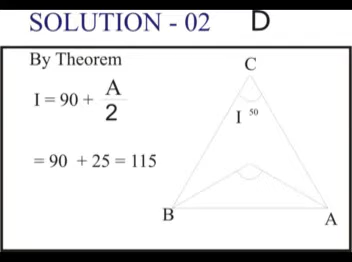 SOLUTION - 02 D
By Theorem
I = 90 + A/2
= 90 + 25 = 115
C
I 50
B
A